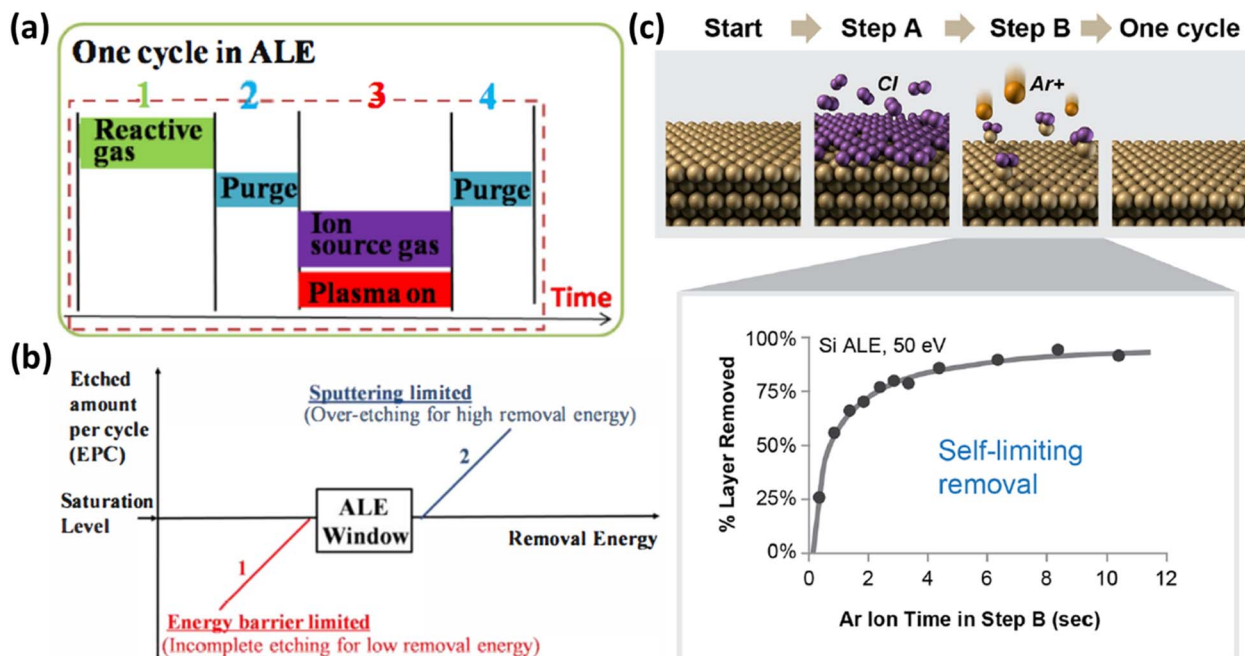 (a)
One cycle in ALE
1
2
3
4
Reactive
gas
Purge
Ion
source gas
Plasma on
Purge
Time
(b)
Etched
amount
per cycle
(EPC)
Saturation
Level
Sputtering limited
(Over-etching for high removal energy)
2
ALE
Window
Removal Energy
1
Energy barrier limited
(Incomplete etching for low removal energy)
(c)
Start
Step A
Step B
One cycle
Cl
Ar+
100%
75%
50%
25%
0%
% Layer Removed
Si ALE, 50 eV
Self-limiting
removal
0
2
4
6
8
10
12
Ar Ion Time in Step B (sec)